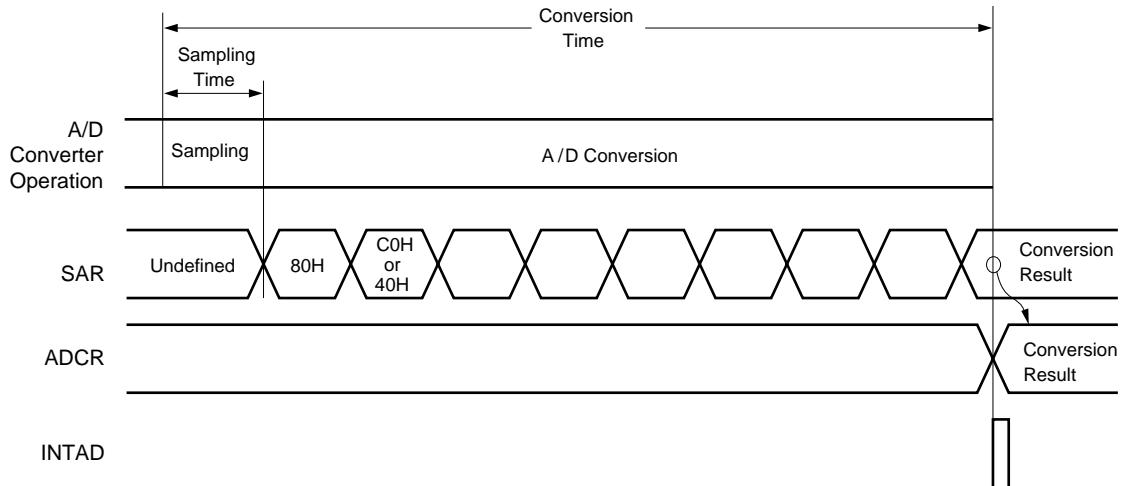 Conversion
Time
Sampling
Time
A/D
Converter
Operation
Sampling
A/D Conversion
SAR
Undefined
80H
C0H
or
40H
Conversion
Result
ADCR
Conversion
Result
INTAD